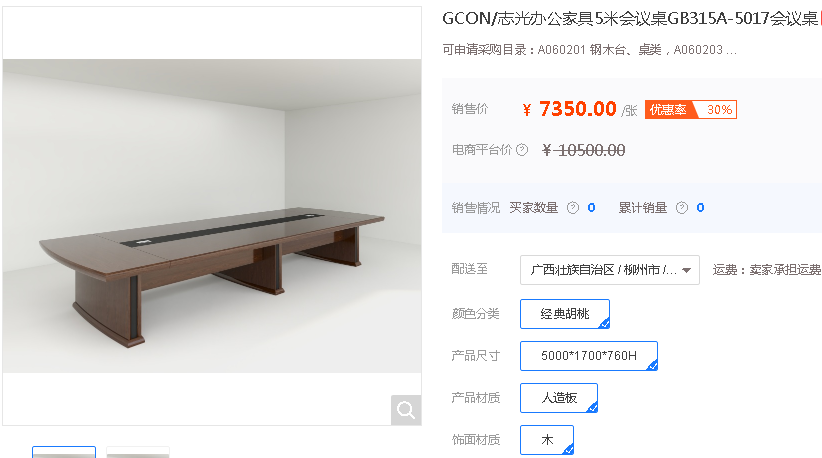 GCON/志光办公家具5米会议桌GB315A-5017会议桌
可申请采购目录：A060201 钢木台、桌类，A060203 ...
销售价 ¥ 7350.00 /张 优惠率 30%
电商平台价 ? ¥ 10500.00
销售情况 买家数量 ? 0 累计销量 ? 0
配送至 广西壮族自治区 / 柳州市 /... 运费：卖家承担运费
颜色分类 经典胡桃
产品尺寸 5000*1700*760H
产品材质 人造板
饰面材质 木